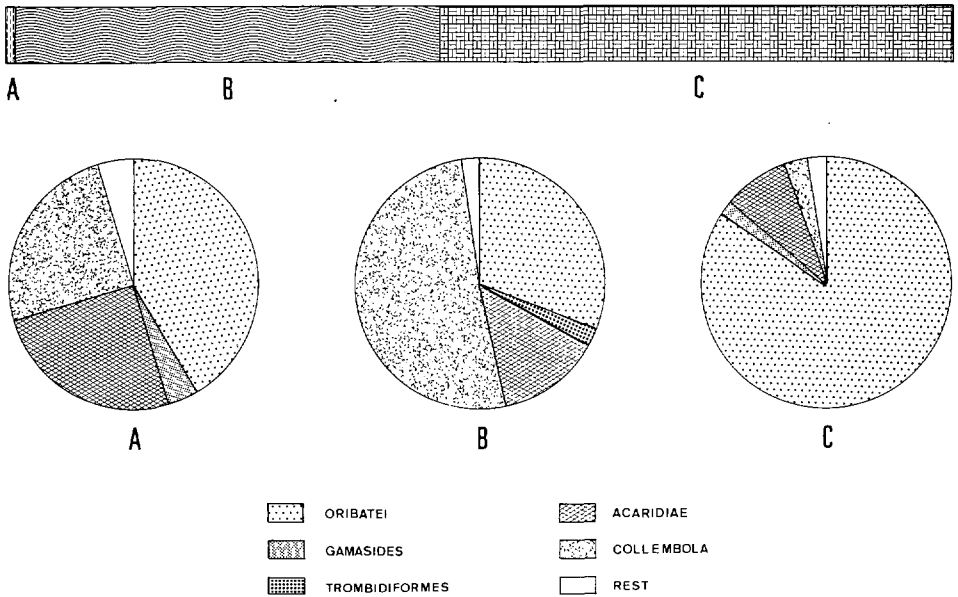 A B C
A B C
ORIBATEI ACARIDIAE
GAMASIDES COLLEMBOLA
TROMBIDIFORMES REST